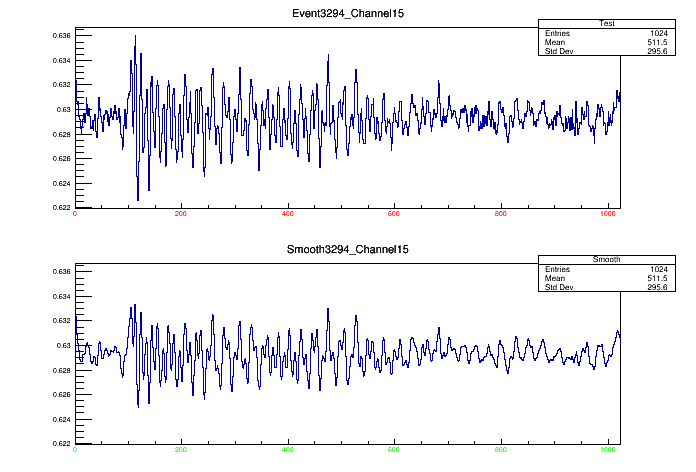 Event3294_Channel15
Test
Entries 1024
Mean 511.5
Std Dev 295.6
0.636
0.634
0.632
0.63
0.628
0.626
0.624
0.622
0 200 400 600 800 1000
Smooth3294_Channel15
Smooth
Entries 1024
Mean 511.5
Std Dev 295.6
0.636
0.634
0.632
0.63
0.628
0.626
0.624
0.622
0 200 400 600 800 1000